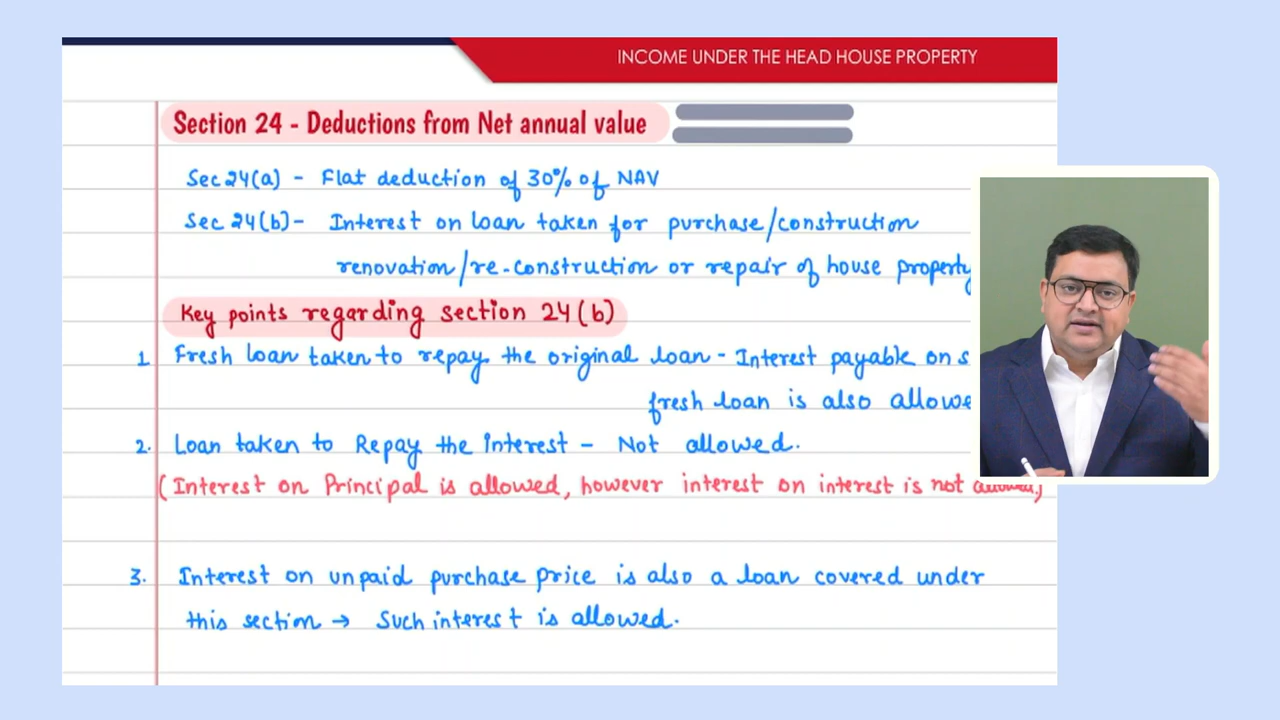 INCOME UNDER THE HEAD HOUSE PROPERTY
Section 24 - Deductions from Net annual value
Sec 24(a) - Flat deduction of 30% of NAV
Sec 24(b) - Interest on loan taken for purchase/construction
renovation/re-construction or repair of house property
Key points regarding section 24(b)
1 Fresh loan taken to repay the original loan - Interest payable on
fresh loan is also
2. Loan taken to Repay the Interest - Not allowed.
(Interest on Principal is allowed, however interest on interest is not allowed.)
3. Interest on unpaid purchase price is also a loan covered under
this section → Such interest is allowed.